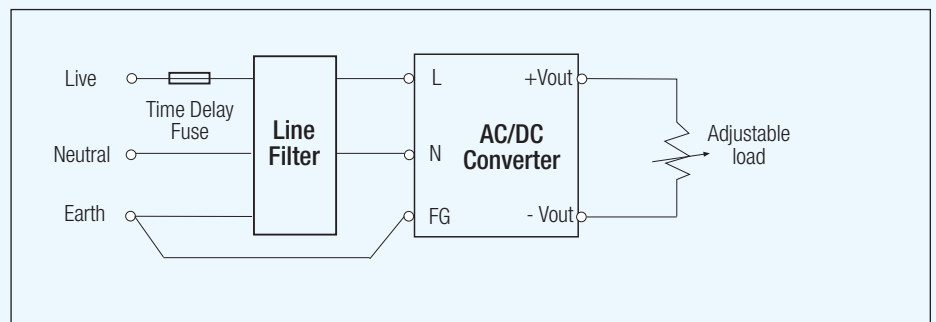 Live
Time Delay
Fuse
Neutral
Earth
Line
Filter
L
N
FG
AC/DC
Converter
+Vout
- Vout
Adjustable
load